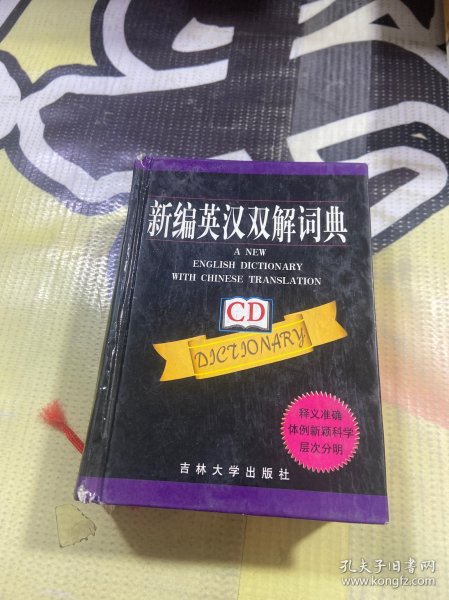 新编英汉双解词典
A NEW
ENGLISH DICTIONARY
WITH CHINESE TRANSLATION
CD
DICTIONARY
释义准确
体例新颖科学
层次分明
吉林大学出版社
孔夫子旧书网
www.kongfz.com